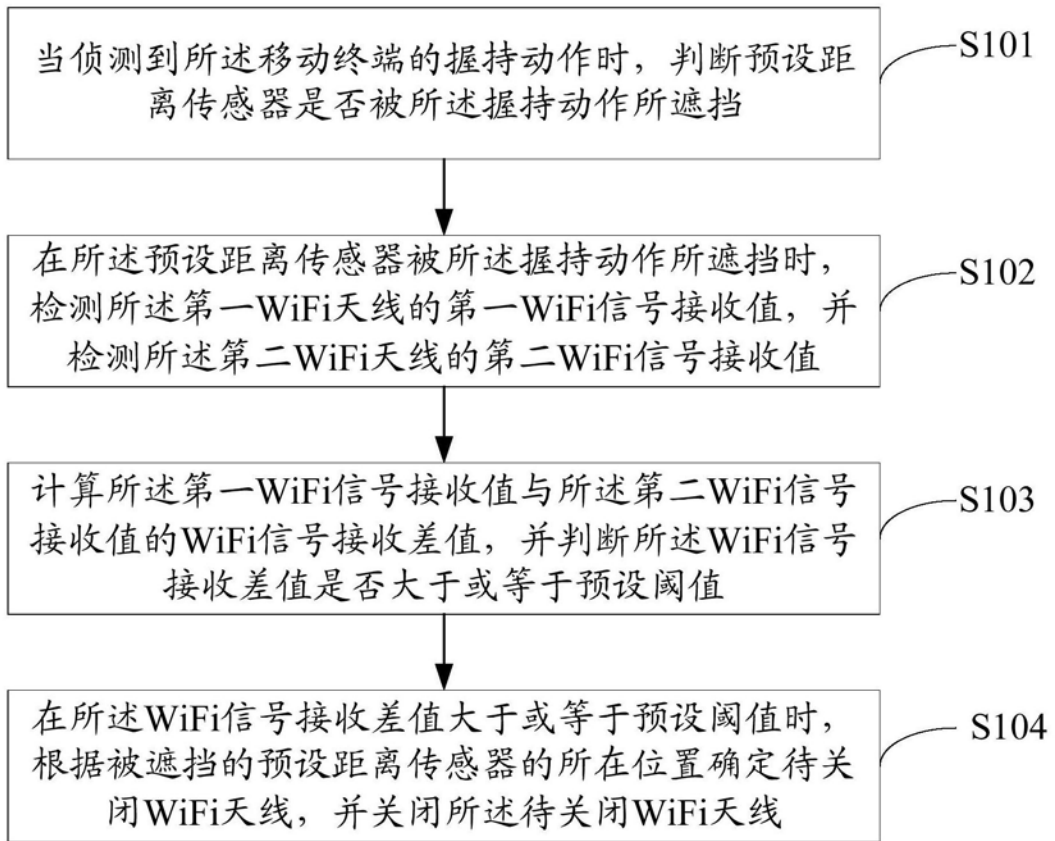 当侦测到所述移动终端的握持动作时，判断预设距
离传感器是否被所述握持动作所遮挡
S101
在所述预设距离传感器被所述握持动作所遮挡时，
检测所述第一WiFi天线的第一WiFi信号接收值，并
检测所述第二WiFi天线的第二WiFi信号接收值
S102
计算所述第一WiFi信号接收值与所述第二WiFi信号
接收值的WiFi信号接收差值，并判断所述WiFi信号
接收差值是否大于或等于预设阈值
S103
在所述WiFi信号接收差值大于或等于预设阈值时，
根据被遮挡的预设距离传感器的所在位置确定待关
闭WiFi天线，并关闭所述待关闭WiFi天线
S104